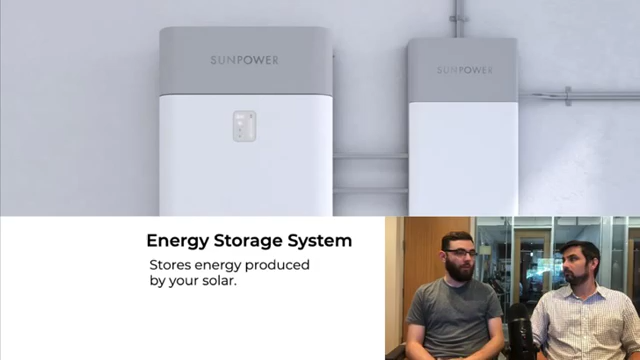 SUNPOWER
SUNPOWER
Energy Storage System
Stores energy produced
by your solar.